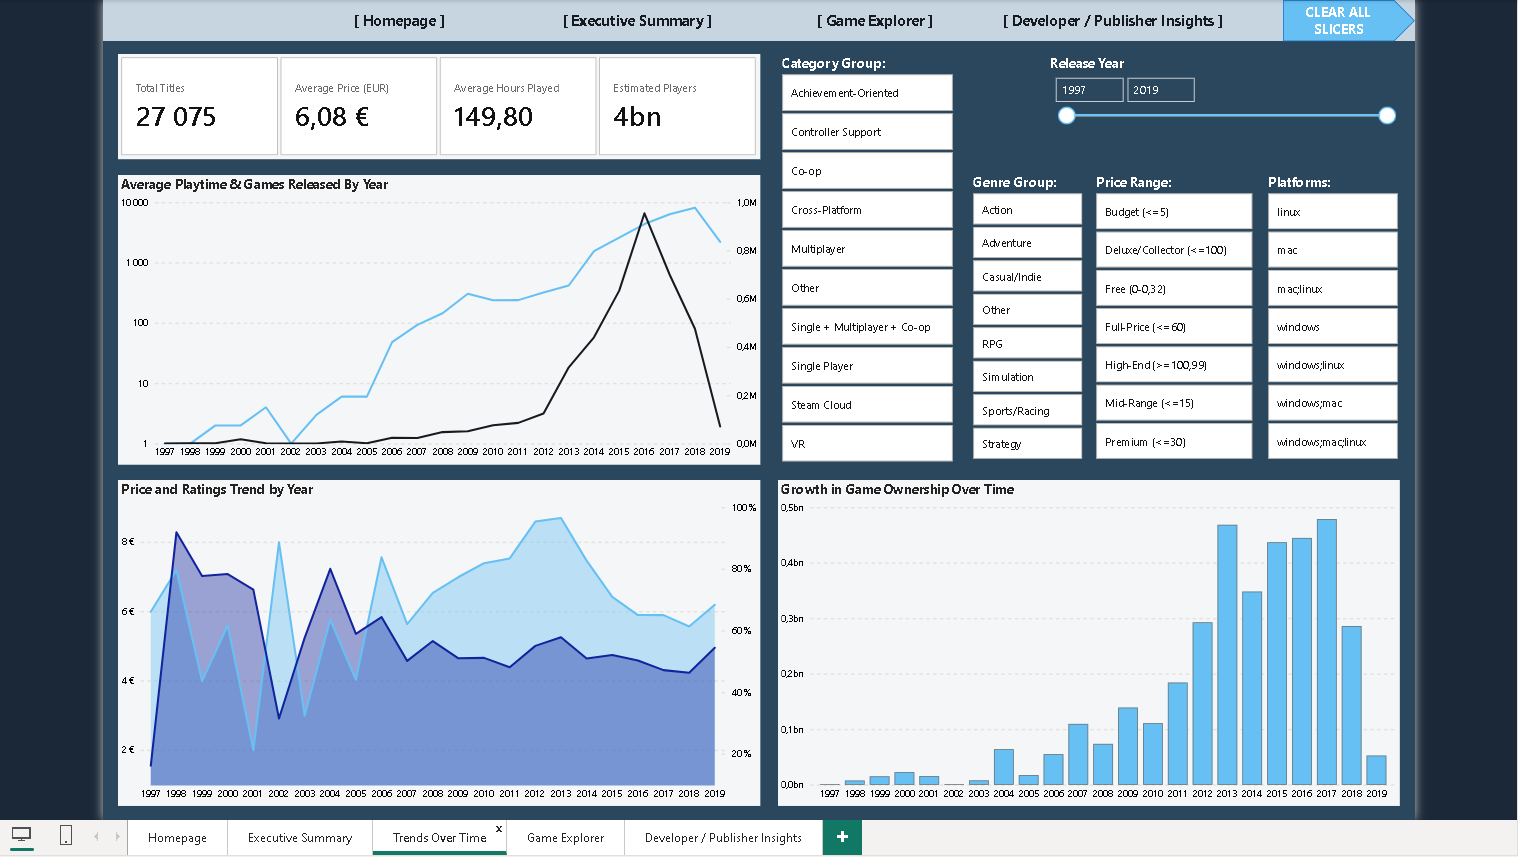 [ Homepage ]
[ Executive Summary ]
[ Game Explorer ]
[ Developer / Publisher Insights ]
CLEAR ALL
SLICERS
Total Titles
27 075
Average Price (EUR)
6,08 €
Average Hours Played
149,80
Estimated Players
4bn
Category Group:
Achievement-Oriented
Controller Support
Co-op
Cross-Platform
Multiplayer
Other
Single + Multiplayer + Co-op
Single Player
Steam Cloud
VR
Release Year
1997
2019
Genre Group:
Action
Adventure
Casual/Indie
Other
RPG
Simulation
Sports/Racing
Strategy
Price Range:
Budget (<=5)
Deluxe/Collector (<=100)
Free (0-0,32)
Full-Price (<=60)
High-End (>=100,99)
Mid-Range (<=15)
Premium (<=30)
Platforms:
linux
mac
mac;linux
windows
windows;linux
windows;mac
windows;mac;linux
Average Playtime & Games Released By Year
10 000
1 000
100
10
1
1,0M
0,8M
0,6M
0,4M
0,2M
0,0M
1997 1998 1999 2000 2001 2002 2003 2004 2005 2006 2007 2008 2009 2010 2011 2012 2013 2014 2015 2016 2017 2018 2019
Price and Ratings Trend by Year
8 €
6 €
4 €
2 €
100%
80%
60%
40%
20%
1997 1998 1999 2000 2001 2002 2003 2004 2005 2006 2007 2008 2009 2010 2011 2012 2013 2014 2015 2016 2017 2018 2019
Growth in Game Ownership Over Time
0,5bn
0,4bn
0,3bn
0,2bn
0,1bn
0,0bn
1997 1998 1999 2000 2001 2002 2003 2004 2005 2006 2007 2008 2009 2010 2011 2012 2013 2014 2015 2016 2017 2018 2019
Homepage
Executive Summary
Trends Over Time
x
Game Explorer
Developer / Publisher Insights
+